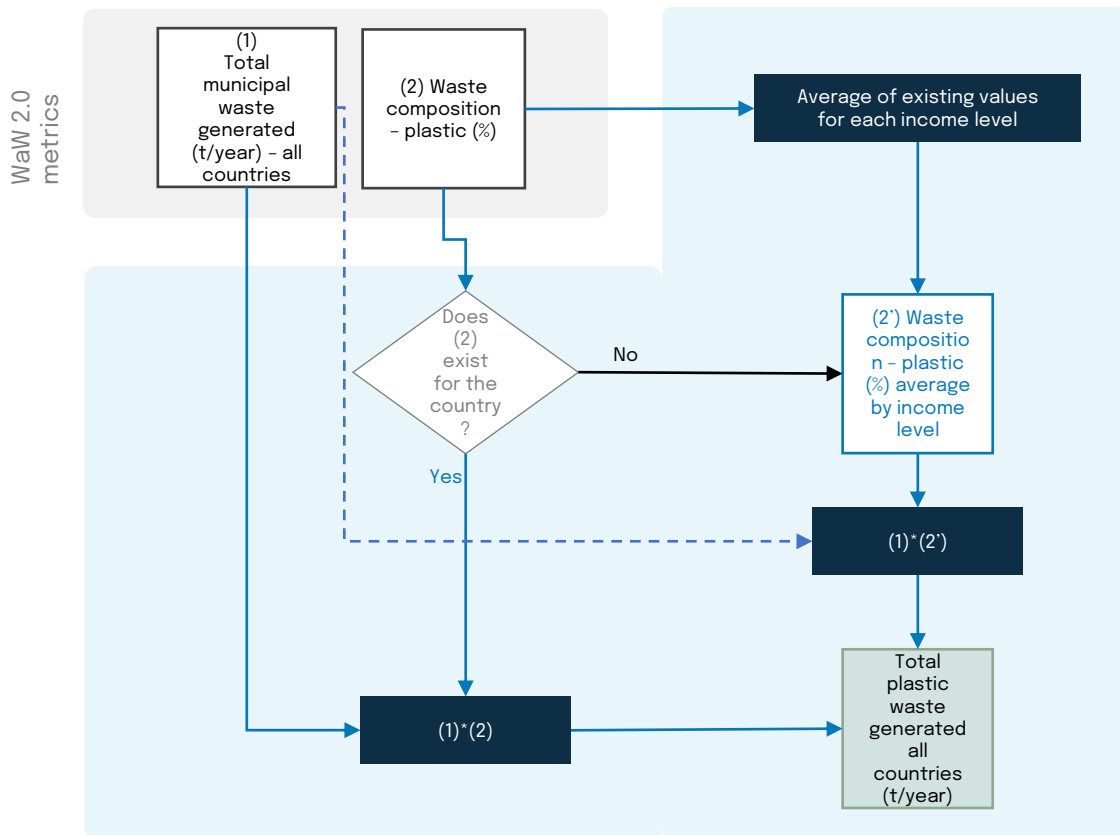 WaW 2.0
metrics
(1)
Total
municipal
waste
generated
(t/year) – all
countries
(2) Waste
composition
– plastic (%)
Average of existing values
for each income level
Does
(2)
exist
for the
country
?
No
(2’) Waste
compositio
n – plastic
(%) average
by income
level
Yes
(1)*(2’)
(1)*(2)
Total
plastic
waste
generated
all
countries
(t/year)